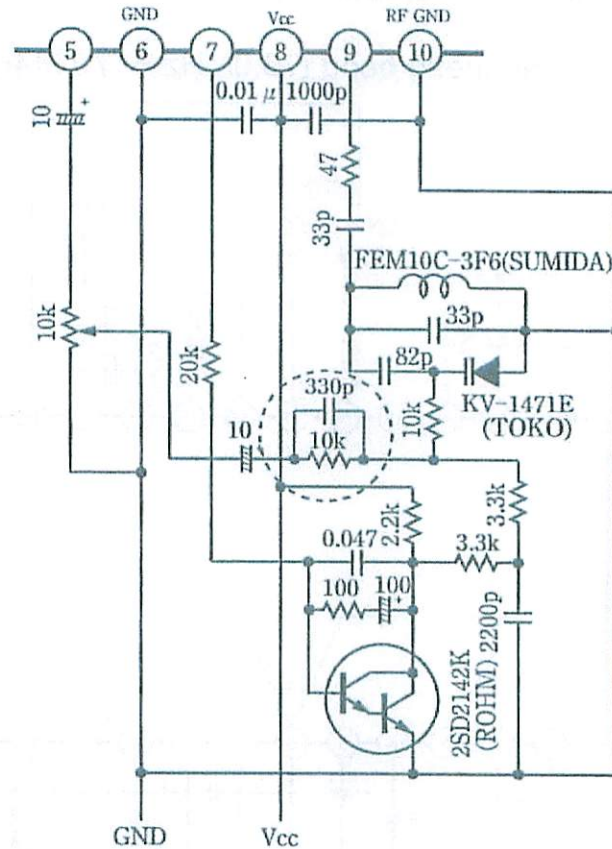 GND
Vcc
RF GND
5
6
7
8
9
10
0.01 μ
1000p
10
47
33p
FEM10C-3F6(SUMIDA)
33p
10k
20k
82p
KV-1471E
(TOKO)
330p
10k
10
10k
3.3k
2.2k
0.047
3.3k
100
100
2200p
2SD2142K
(ROHM)
GND
Vcc